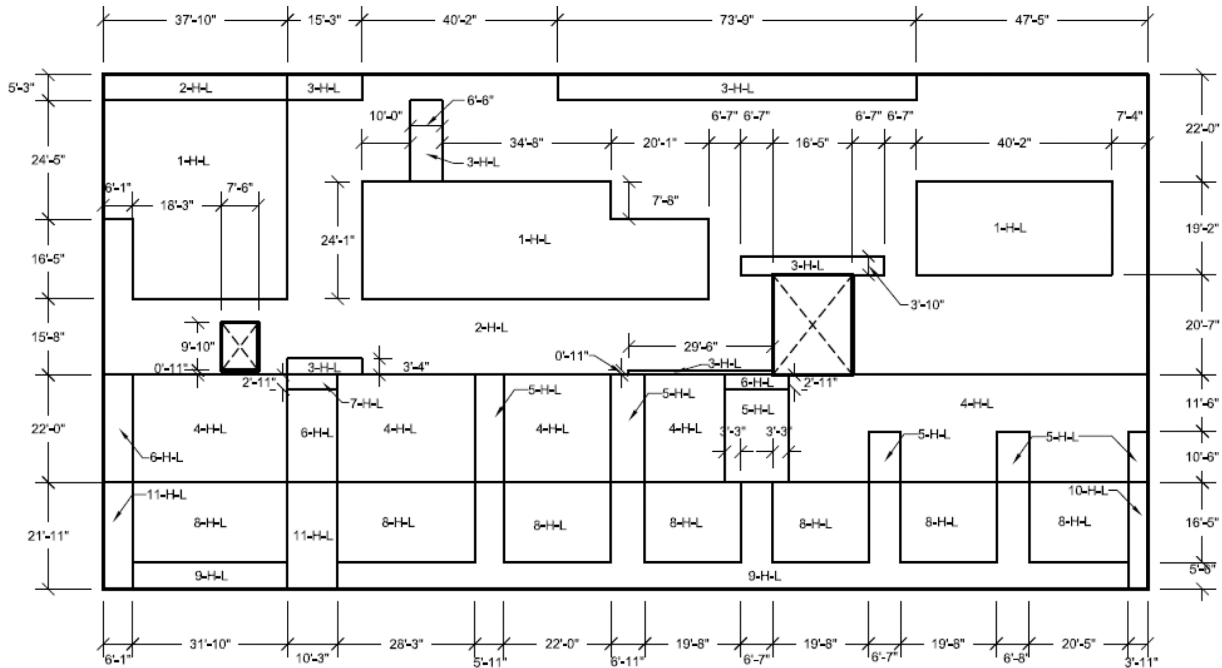 37'-10" 15'-3" 40'-2" 73'-9" 47'-5"
5'-3" 2-H-L 3-H-L 3-H-L
6'-6"
10'-0" 6'-7" 6'-7" 6'-7" 6'-7" 7'-4" 22'-0"
34'-8" 20'-1" 16'-5" 40'-2"
24'-5" 1-H-L 3-H-L
6'-1" 7'-6"
18'-3" 7'-8"
24'-1" 1-H-L 1-H-L 19'-2"
16'-5" 3-H-L
3'-10"
2-H-L
15'-8" 9'-10" 29'-6" 20'-7"
0'-11" 0'-11" 3-H-L
3-H-L 3'-4"
2'-11" 6-H-L 2'-11"
7-H-L 5-H-L 5-H-L 5-H-L 4-H-L 11'-6"
22'-0" 4-H-L 6-H-L 4-H-L 4-H-L 4-H-L 3'-3" 3'-3" 5-H-L 5-H-L
6-H-L 10'-6"
11-H-L 10-H-L
8-H-L 11-H-L 8-H-L 8-H-L 8-H-L 8-H-L 8-H-L 8-H-L 16'-5"
21'-11"
9-H-L 9-H-L 5'-6"
31'-10" 10'-3" 28'-3" 22'-0" 19'-8" 19'-8" 19'-8" 20'-5"
6'-1" 5'-11" 6'-11" 6'-7" 6'-7" 6'-8" 3'-11"